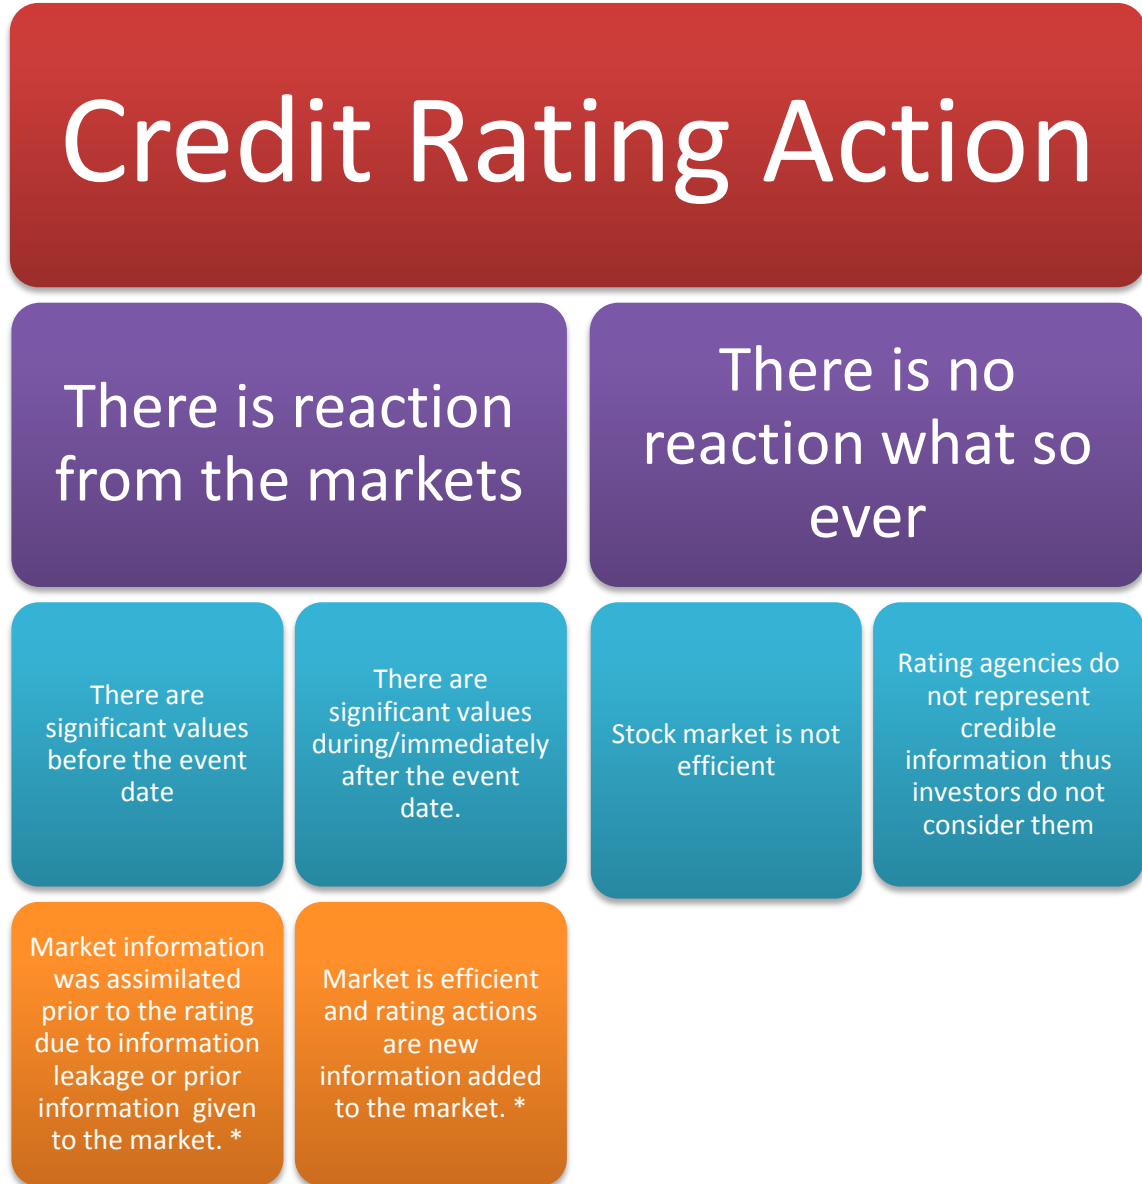 Credit Rating Action
There is reaction
from the markets
There is no
reaction what so
ever
There are
significant values
before the event
date
There are
significant values
during/immediately
after the event
date.
Stock market is not
efficient
Rating agencies do
not represent
credible
information thus
investors do not
consider them
Market information
was assimilated
prior to the rating
due to information
leakage or prior
information given
to the market. *
Market is efficient
and rating actions
are new
information added
to the market. *